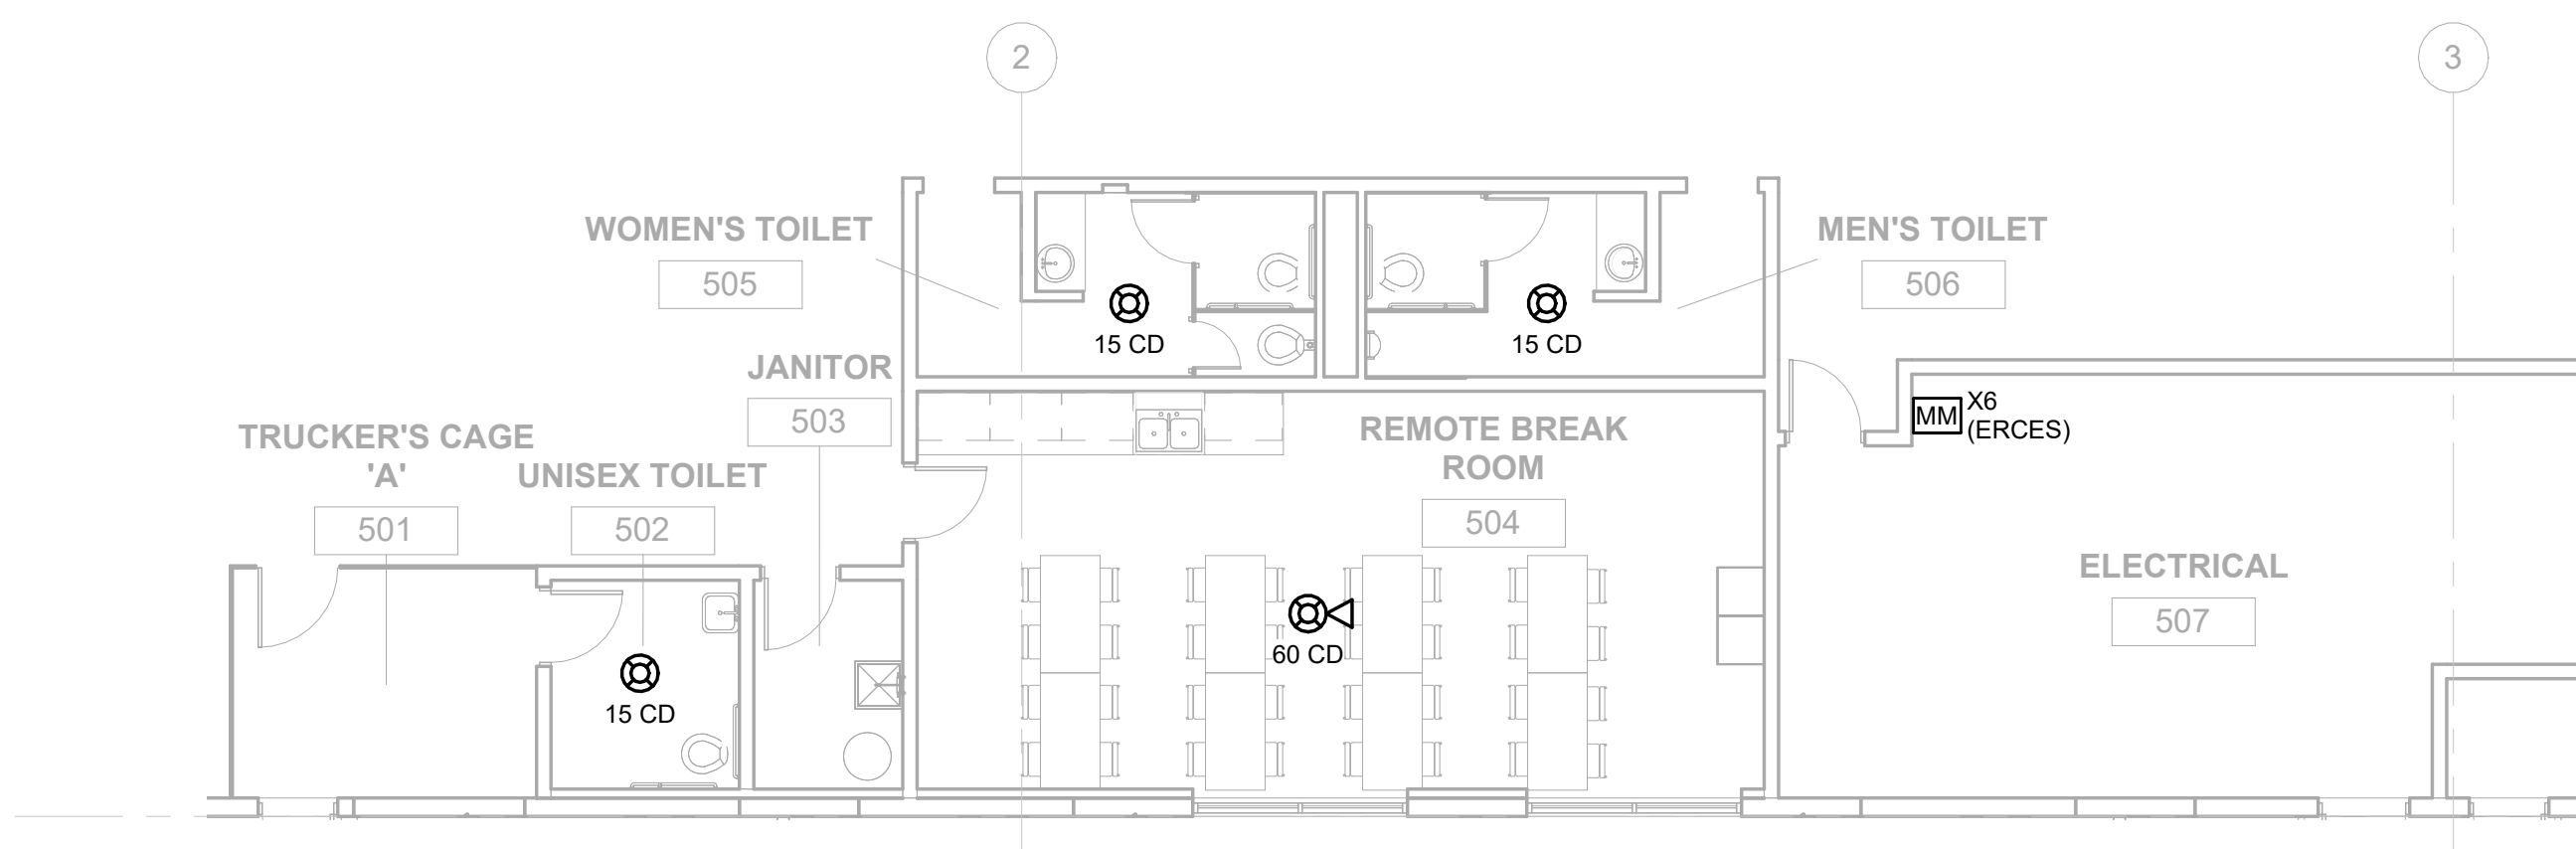 2
3
WOMEN'S TOILET
505
MEN'S TOILET
506
JANITOR
503
TRUCKER'S CAGE
'A'
501
UNISEX TOILET
502
15 CD
15 CD
REMOTE BREAK
ROOM
504
MM
X6
(ERCES)
ELECTRICAL
507
60 CD
15 CD